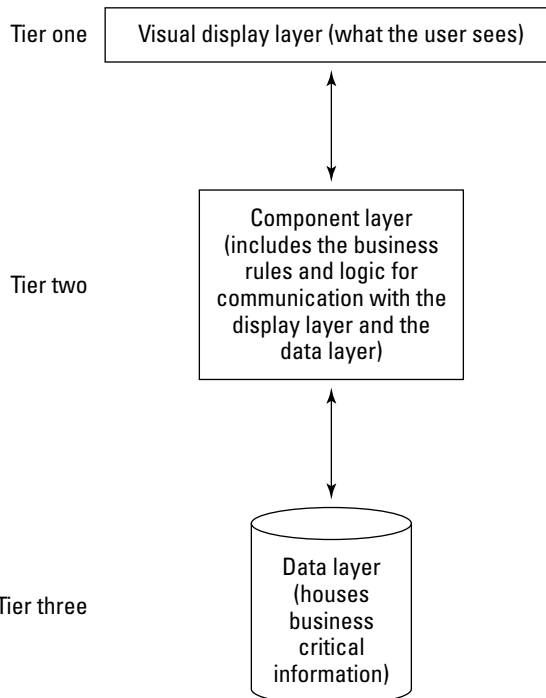 Tier one
Visual display layer (what the user sees)
Tier two
Component layer
(includes the business
rules and logic for
communication with the
display layer and the
data layer)
Tier three
Data layer
(houses
business
critical
information)